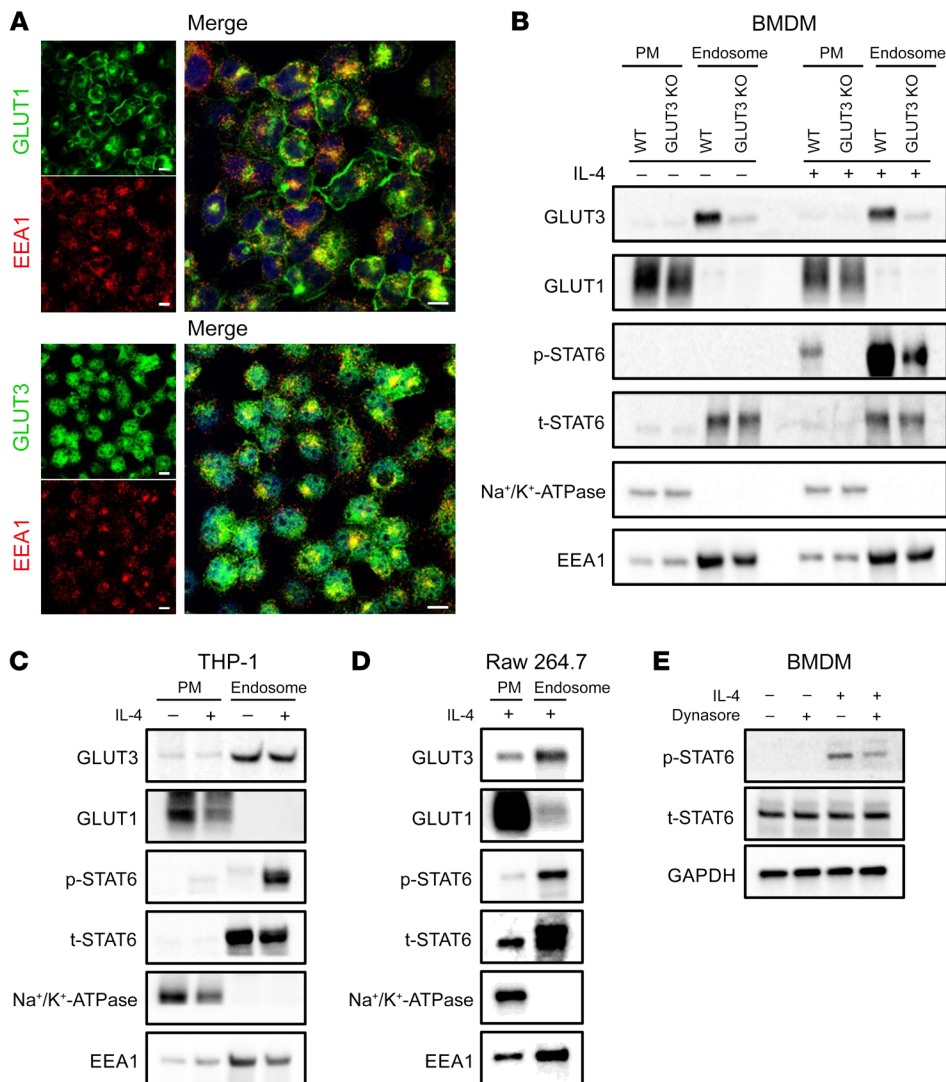 A
Merge
GLUT1
EEA1
Merge
GLUT3
EEA1
B
BMDM
PM Endosome PM Endosome
WT GLUT3 KO WT GLUT3 KO WT GLUT3 KO WT GLUT3 KO
IL-4 – – – – + + + +
GLUT3
GLUT1
p-STAT6
t-STAT6
Na⁺/K⁺-ATPase
EEA1
C
THP-1
PM Endosome
IL-4 – + – +
GLUT3
GLUT1
p-STAT6
t-STAT6
Na⁺/K⁺-ATPase
EEA1
D
Raw 264.7
PM Endosome
IL-4 + +
GLUT3
GLUT1
p-STAT6
t-STAT6
Na⁺/K⁺-ATPase
EEA1
E
BMDM
IL-4 – – + +
Dynasore – + – +
p-STAT6
t-STAT6
GAPDH